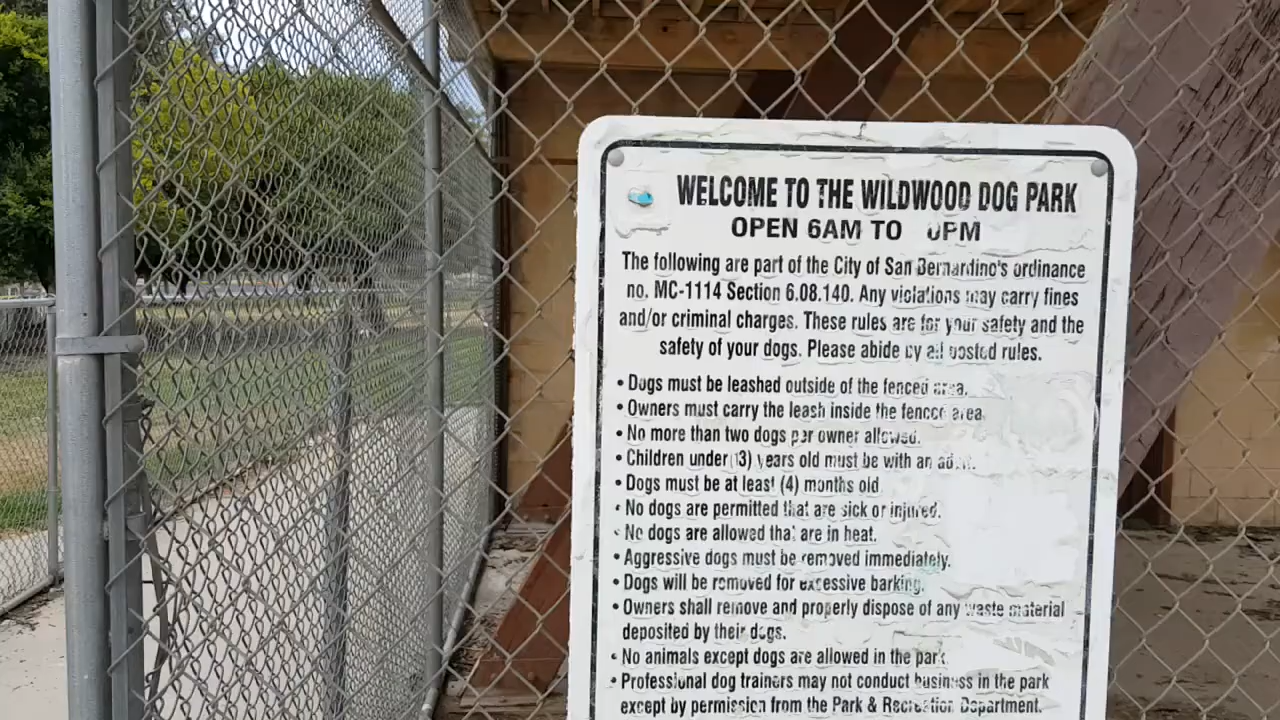 WELCOME TO THE WILDWOOD DOG PARK
OPEN 6AM TO PM
The following are part of the City of San Bernardino's ordinance
no. MC-1114 Section 6.08.140. Any violations may carry fines
and/or criminal charges. These rules are for your safety and the
safety of your dogs. Please abide by all posted rules.
• Dogs must be leashed outside of the fenced area.
• Owners must carry the leash inside the fenced area
• No more than two dogs per owner allowed.
• Children under (13) years old must be with an adult.
• Dogs must be at least (4) months old
• No dogs are permitted that are sick or injured.
• No dogs are allowed that are in heat.
• Aggressive dogs must be removed immediately.
• Dogs will be removed for excessive barking.
• Owners shall remove and properly dispose of any waste material
deposited by their dogs.
• No animals except dogs are allowed in the park.
• Professional dog trainers may not conduct business in the park
except by permission from the Park & Recreation Department.